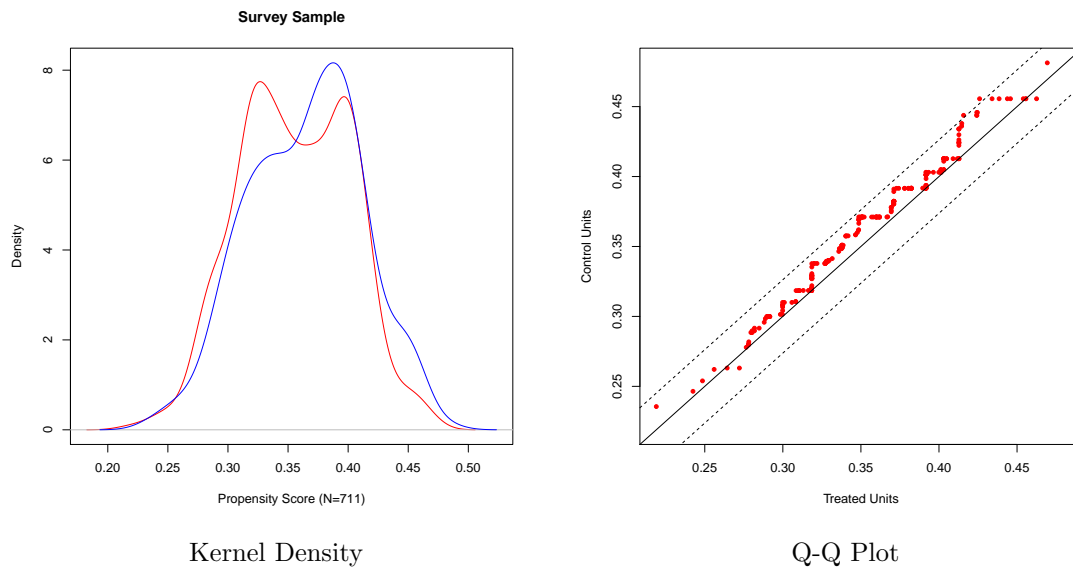 Survey Sample
Density
0 2 4 6 8
0.20 0.25 0.30 0.35 0.40 0.45 0.50
Propensity Score (N=711)
Kernel Density
Control Units
0.25 0.30 0.35 0.40 0.45
0.25 0.30 0.35 0.40 0.45
Treated Units
Q-Q Plot